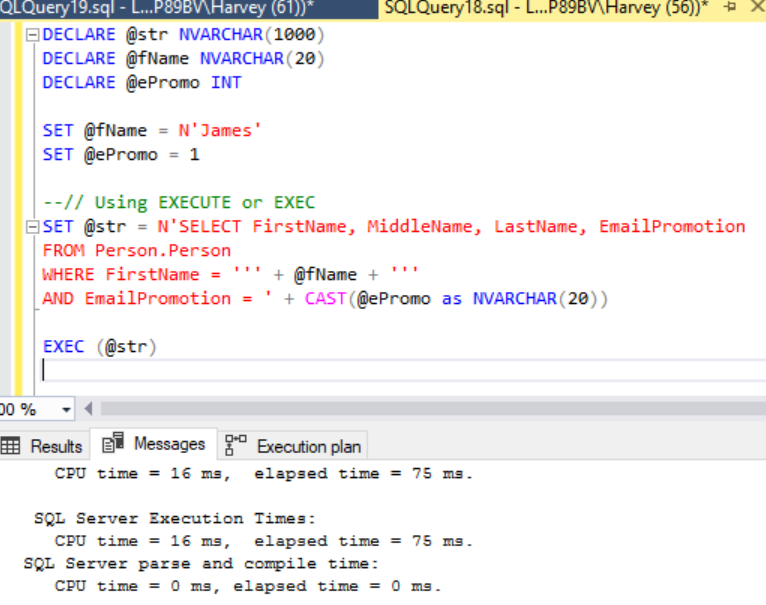 QLQuery19.sql - L...P89BV\Harvey (61))* SQLQuery18.sql - L...P89BV\Harvey (56))*
DECLARE @str NVARCHAR(1000)
DECLARE @fName NVARCHAR(20)
DECLARE @ePromo INT
SET @fName = N'James'
SET @ePromo = 1
--// Using EXECUTE or EXEC
SET @str = N'SELECT FirstName, MiddleName, LastName, EmailPromotion
FROM Person.Person
WHERE FirstName = ''' + @fName + '''
AND EmailPromotion = ' + CAST(@ePromo as NVARCHAR(20))
EXEC (@str)
00 %
Results Messages Execution plan
CPU time = 16 ms, elapsed time = 75 ms.
SQL Server Execution Times:
CPU time = 16 ms, elapsed time = 75 ms.
SQL Server parse and compile time:
CPU time = 0 ms, elapsed time = 0 ms.